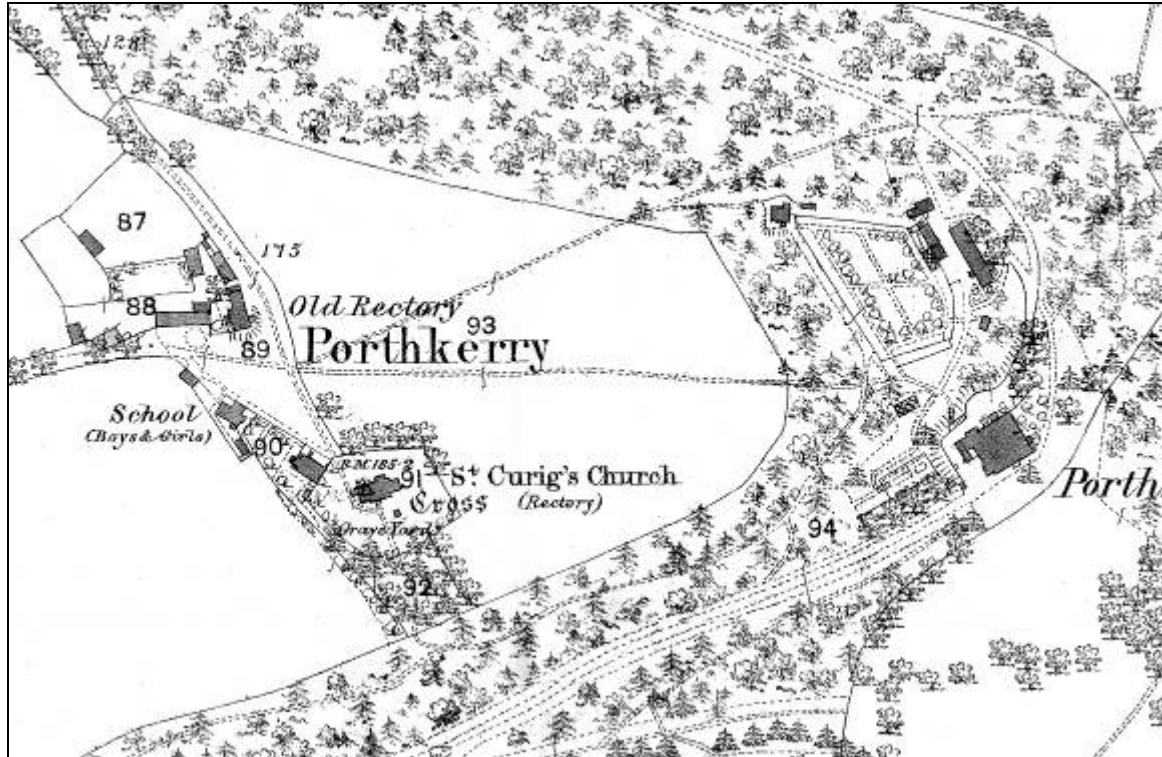 128
87
175
88
Old Rectory
93
Porthkerry
89
School
(Boys & Girls)
90
B.M. 185·2
91
St. Curig's Church
(Rectory)
Cross
Grave Yard
Porth
94
92